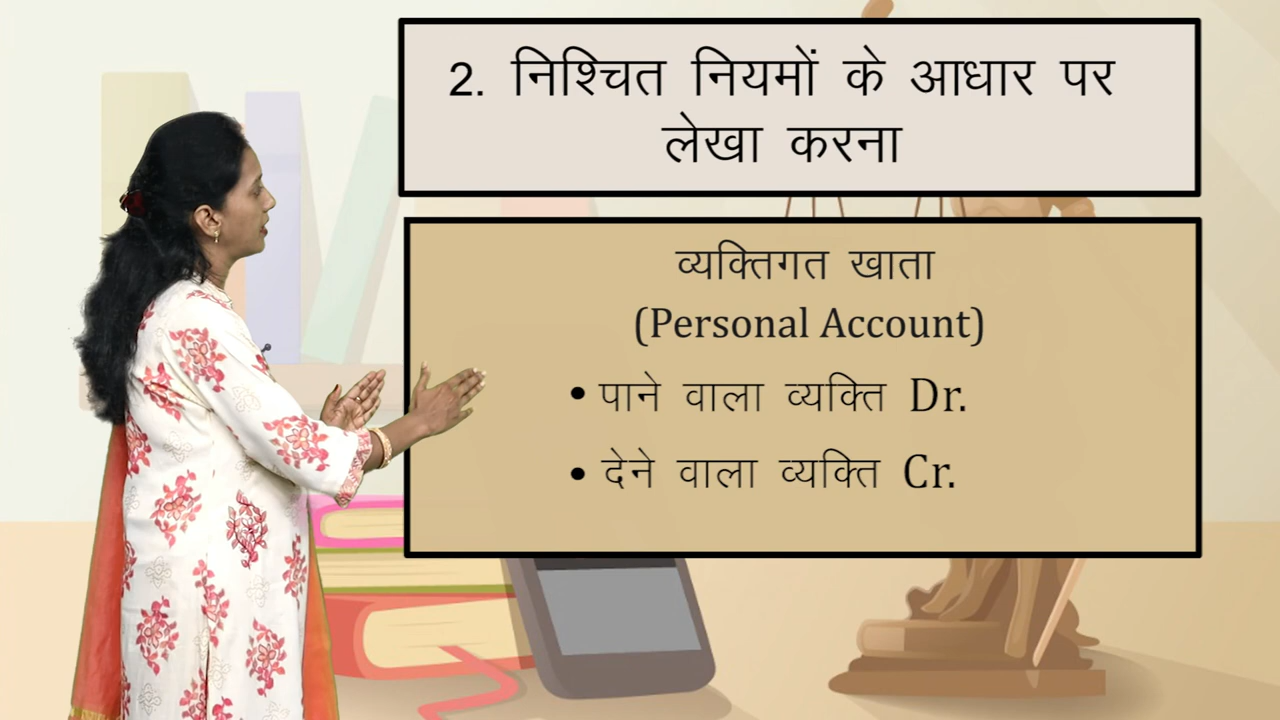 2. निश्चित नियमों के आधार पर
लेखा करना
व्यक्तिगत खाता
(Personal Account)
• पाने वाला व्यक्ति Dr.
• देने वाला व्यक्ति Cr.